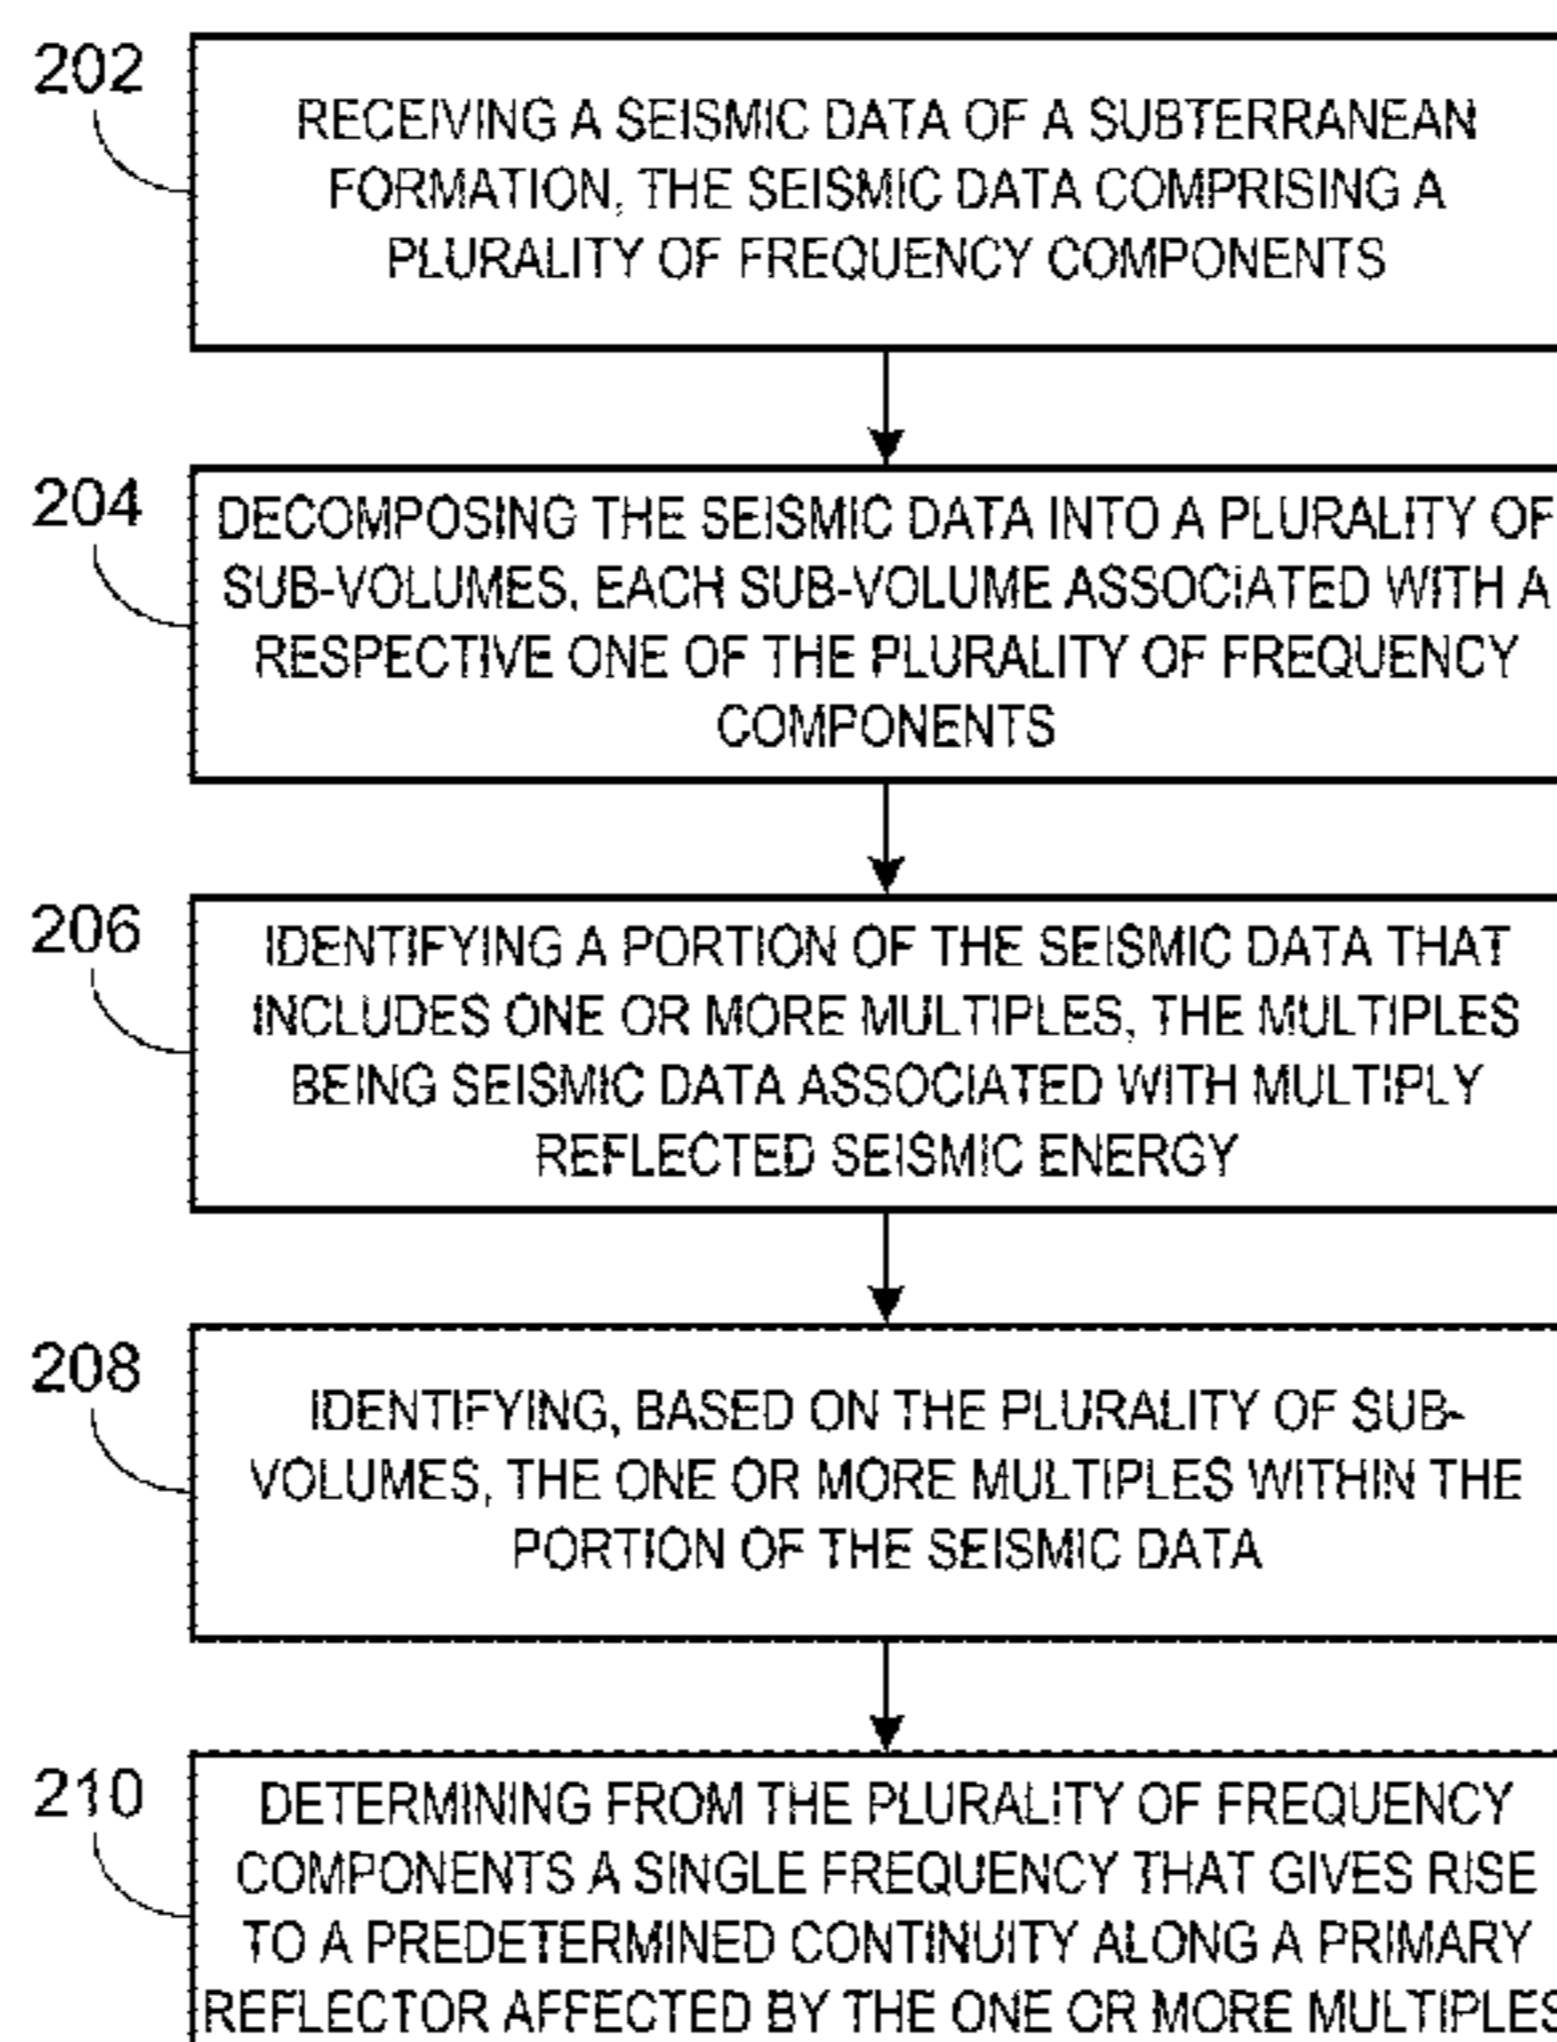 202
RECEIVING A SEISMIC DATA OF A SUBTERRANEAN
FORMATION, THE SEISMIC DATA COMPRISING A
PLURALITY OF FREQUENCY COMPONENTS
204
DECOMPOSING THE SEISMIC DATA INTO A PLURALITY OF
SUB-VOLUMES, EACH SUB-VOLUME ASSOCIATED WITH A
RESPECTIVE ONE OF THE PLURALITY OF FREQUENCY
COMPONENTS
206
IDENTIFYING A PORTION OF THE SEISMIC DATA THAT
INCLUDES ONE OR MORE MULTIPLES, THE MULTIPLES
BEING SEISMIC DATA ASSOCIATED WITH MULTIPLY
REFLECTED SEISMIC ENERGY
208
IDENTIFYING, BASED ON THE PLURALITY OF SUB-
VOLUMES, THE ONE OR MORE MULTIPLES WITHIN THE
PORTION OF THE SEISMIC DATA
210
DETERMINING FROM THE PLURALITY OF FREQUENCY
COMPONENTS A SINGLE FREQUENCY THAT GIVES RISE
TO A PREDETERMINED CONTINUITY ALONG A PRIMARY
REFLECTOR AFFECTED BY THE ONE OR MORE MULTIPLES